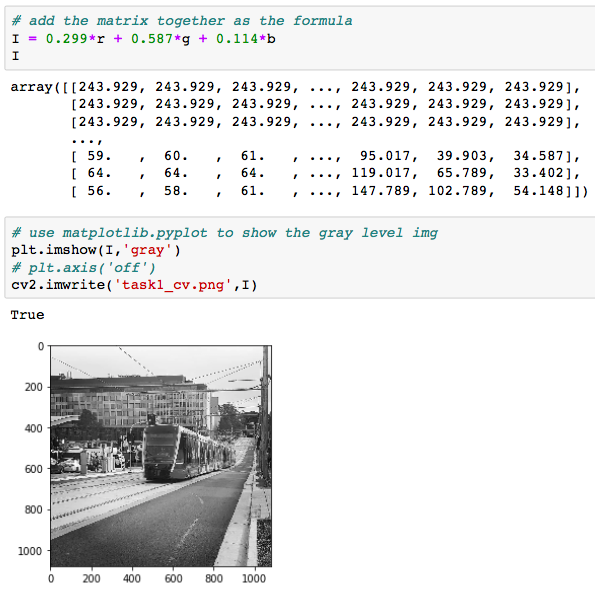 # add the matrix together as the formula
I = 0.299*r + 0.587*g + 0.114*b
I
array([[243.929, 243.929, 243.929, ..., 243.929, 243.929, 243.929],
       [243.929, 243.929, 243.929, ..., 243.929, 243.929, 243.929],
       [243.929, 243.929, 243.929, ..., 243.929, 243.929, 243.929],
       ...,
       [ 59.   ,  60.   ,  61.   , ...,  95.017,  39.903,  34.587],
       [ 64.   ,  64.   ,  64.   , ..., 119.017,  65.789,  33.402],
       [ 56.   ,  58.   ,  61.   , ..., 147.789, 102.789,  54.148]])
# use matplotlib.pyplot to show the gray level img
plt.imshow(I,'gray')
# plt.axis('off')
cv2.imwrite('task1_cv.png',I)
True
0
200
400
600
800
1000
0 200 400 600 800 1000